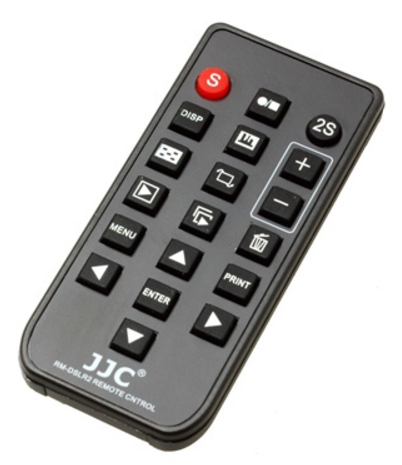 S
DISP
2S
+
−
MENU
PRINT
ENTER
JJC®
RM-DSLR2 REMOTE CNTROL